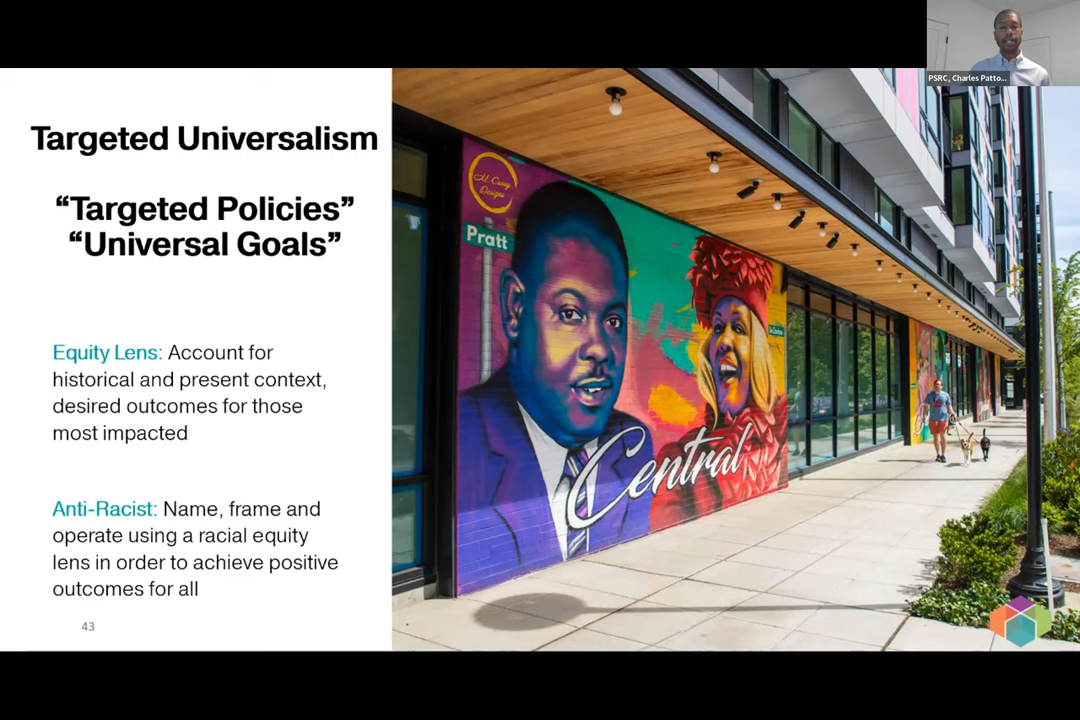 PSRC, Charles Patto...
Targeted Universalism
“Targeted Policies”
“Universal Goals”
Equity Lens: Account for
historical and present context,
desired outcomes for those
most impacted
Anti-Racist: Name, frame and
operate using a racial equity
lens in order to achieve positive
outcomes for all
43
Pratt
Central